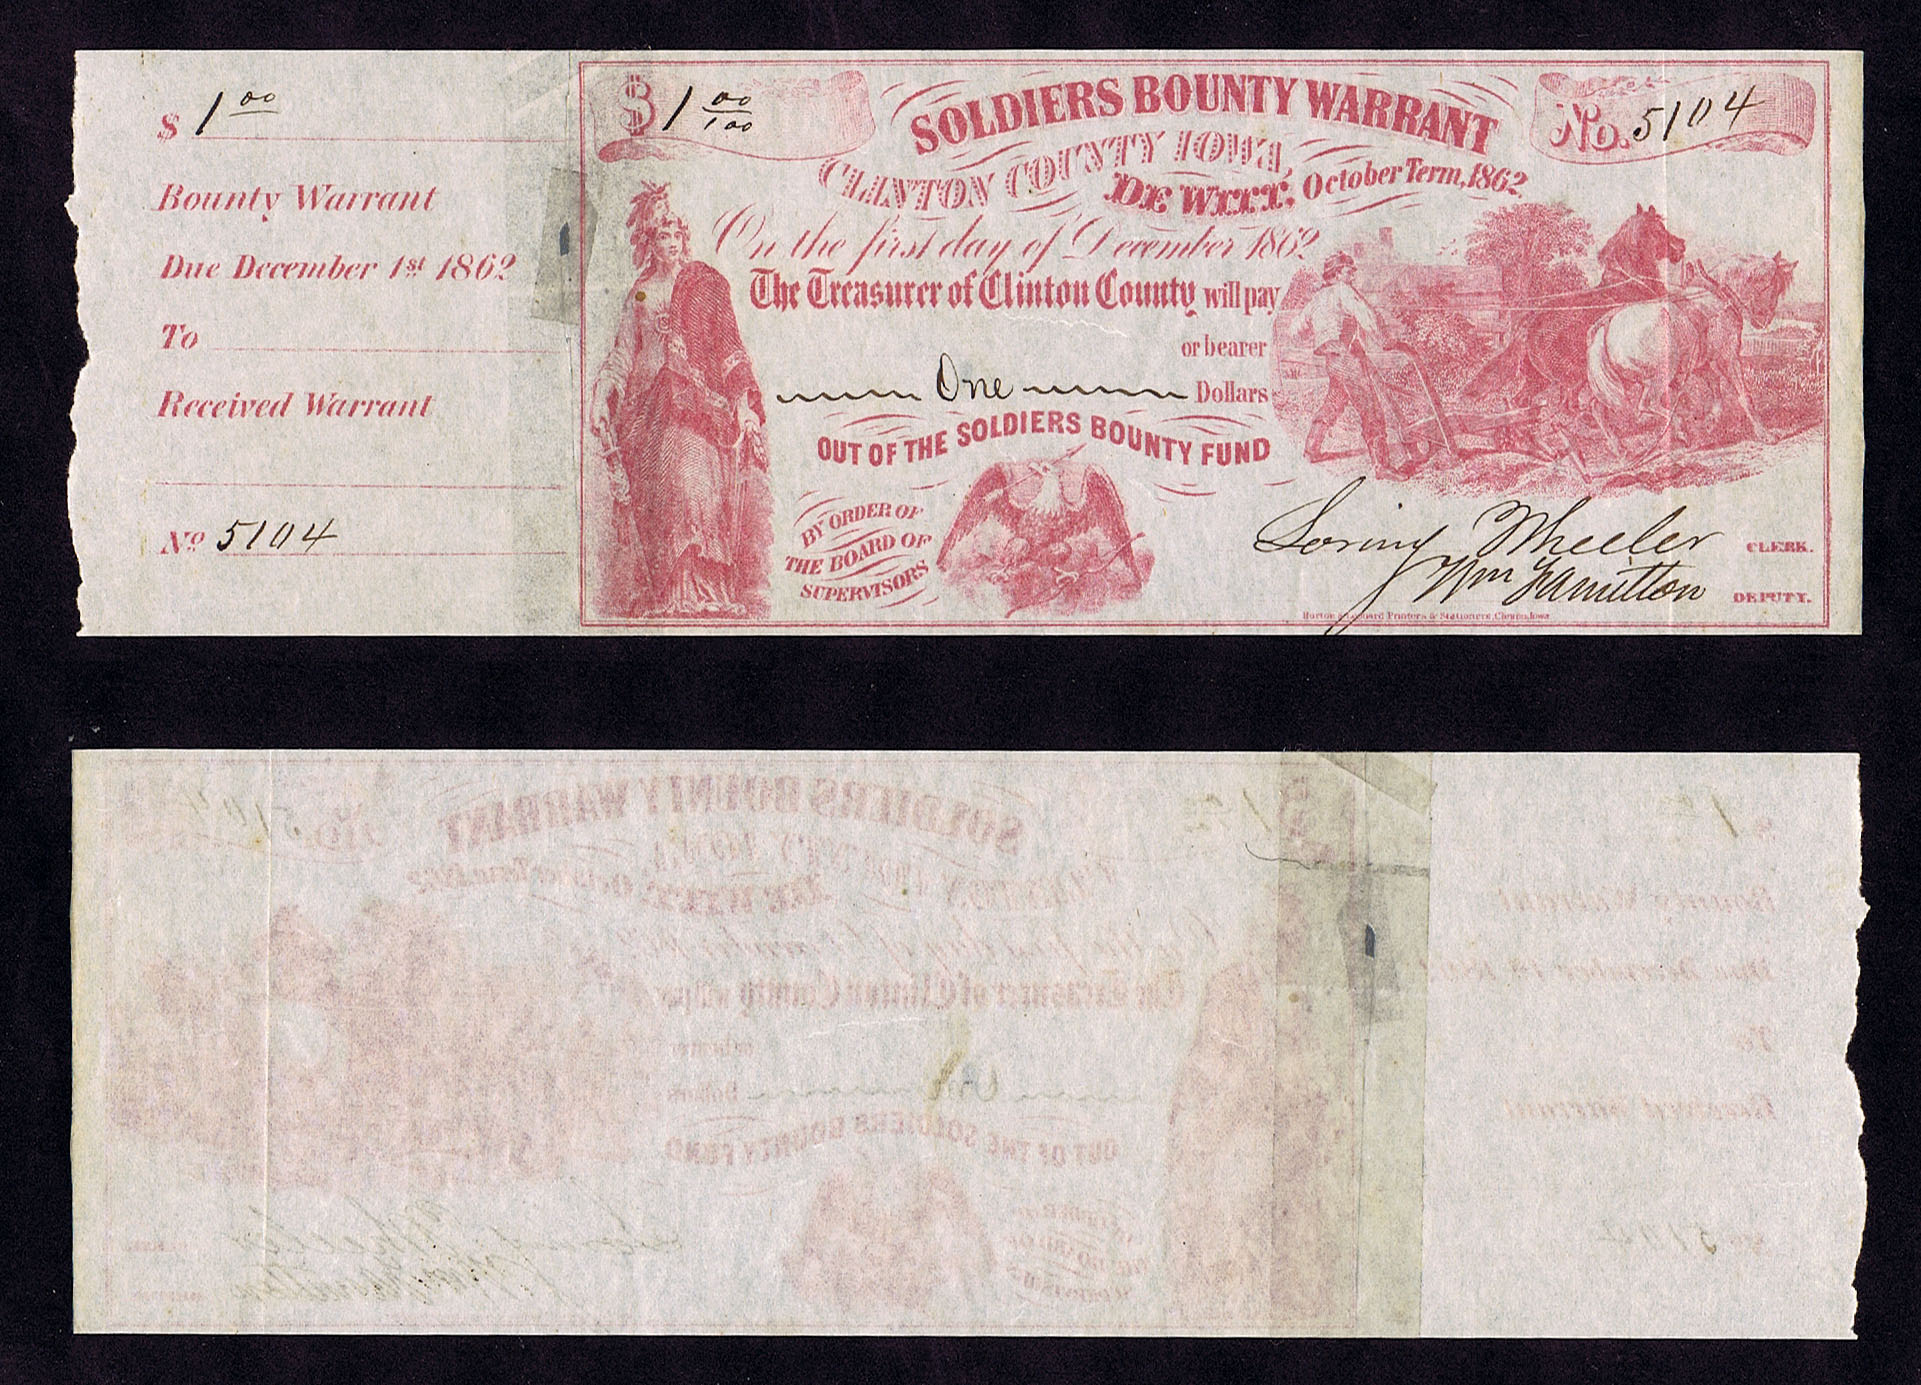 $ 1 00
Bounty Warrant
Due December 1st 1862
To
Received Warrant
No 5104
$ 1 00/100
SOLDIERS BOUNTY WARRANT
No. 5104
CLINTON COUNTY IOWA,
DE WITT, October Term, 1862
On the first day of December 1862
The Treasurer of Clinton County will pay
or bearer
One Dollars
OUT OF THE SOLDIERS BOUNTY FUND
BY ORDER OF
THE BOARD OF
SUPERVISORS
Loring Wheeler CLERK.
Wm Hamilton DEPUTY.
Printers & Stationers, Iowa